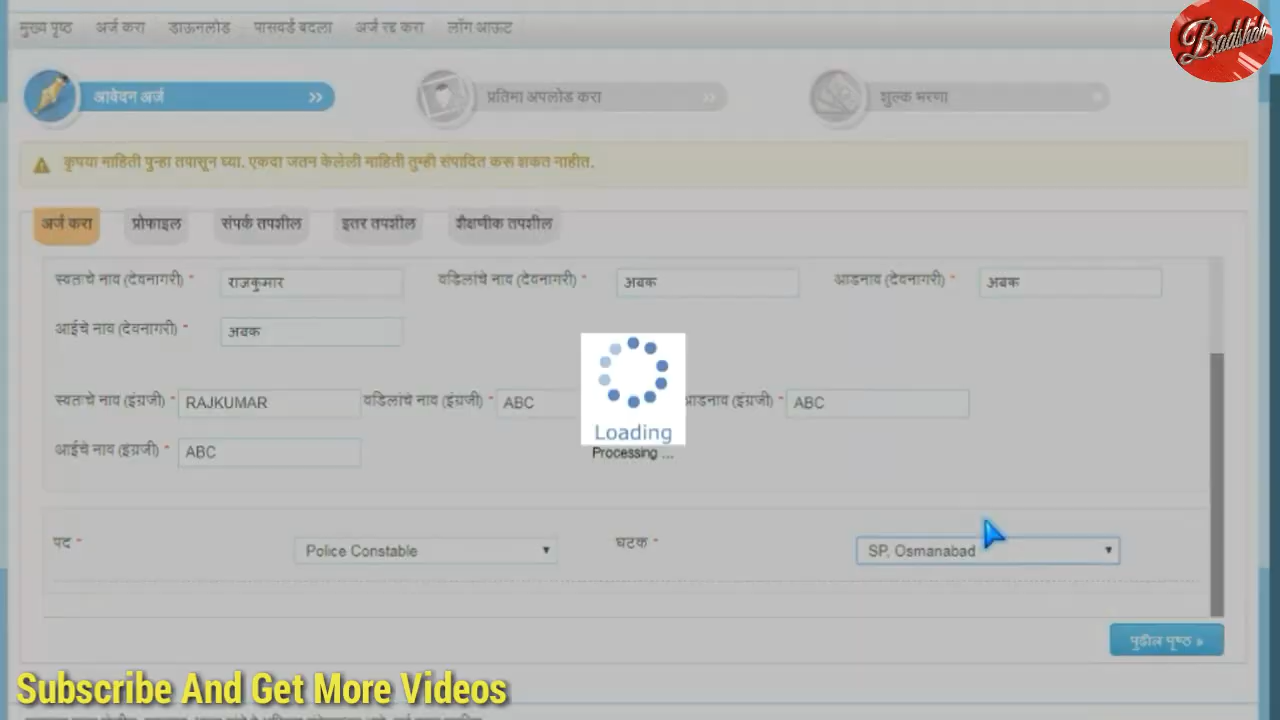 मुख्य पृष्ठ अर्ज करा डाऊनलोड पासवर्ड बदला अर्ज रद्द करा लॉग आऊट
Badshah
आवेदन अर्ज » प्रतिमा अपलोड करा » शुल्क भरणा
कृपया माहिती पुन्हा तपासून घ्या. एकदा जतन केलेली माहिती तुम्ही संपादित करू शकत नाहीत.
अर्ज करा प्रोफाइल संपर्क तपशील इतर तपशील शैक्षणीक तपशील
स्वताःचे नाव (देवनागरी) * राजकुमार वडिलांचे नाव (देवनागरी) * अबक आडनाव (देवनागरी) * अबक
आईचे नाव (देवनागरी) * अबक
स्वताःचे नाव (इंग्रजी) * RAJKUMAR वडिलांचे नाव (इंग्रजी) * ABC आडनाव (इंग्रजी) * ABC
Loading
आईचे नाव (इंग्रजी) * ABC
Processing ...
पद * Police Constable घटक * SP, Osmanabad
पुढील पृष्ठ »
Subscribe And Get More Videos